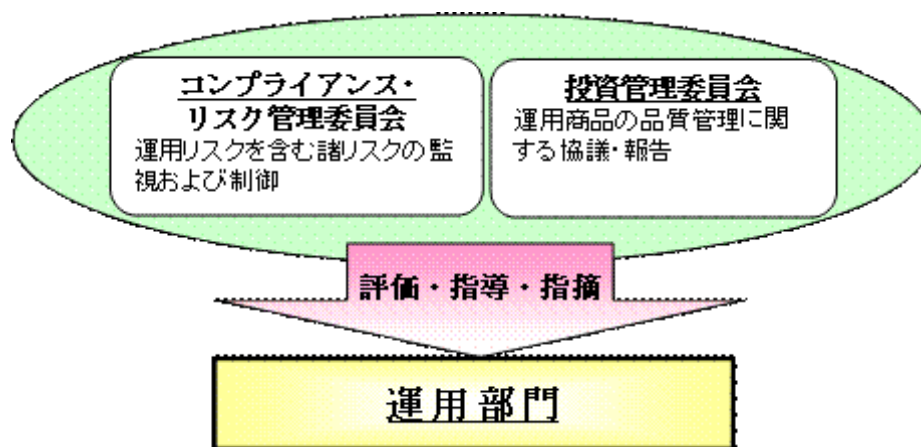 コンプライアンス・
リスク管理委員会
運用リスクを含む諸リスクの監
視および制御
投資管理委員会
運用商品の品質管理に関
する協議・報告
評価・指導・指摘
運用部門